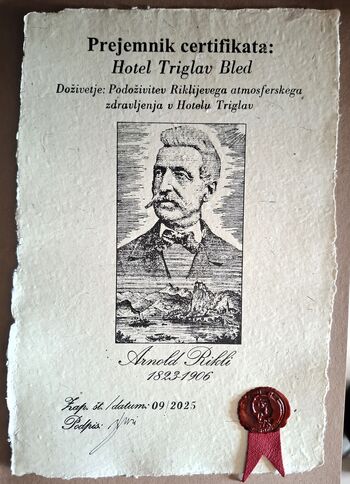 Prejemnik certifikata:
Hotel Triglav Bled
Doživetje: Podoživitev Riklijevega atmosferskega
zdravljenja v Hotelu Triglav
Arnold Rikli
1823-1906
Zap. št./datum: 09/2025
Podpis: